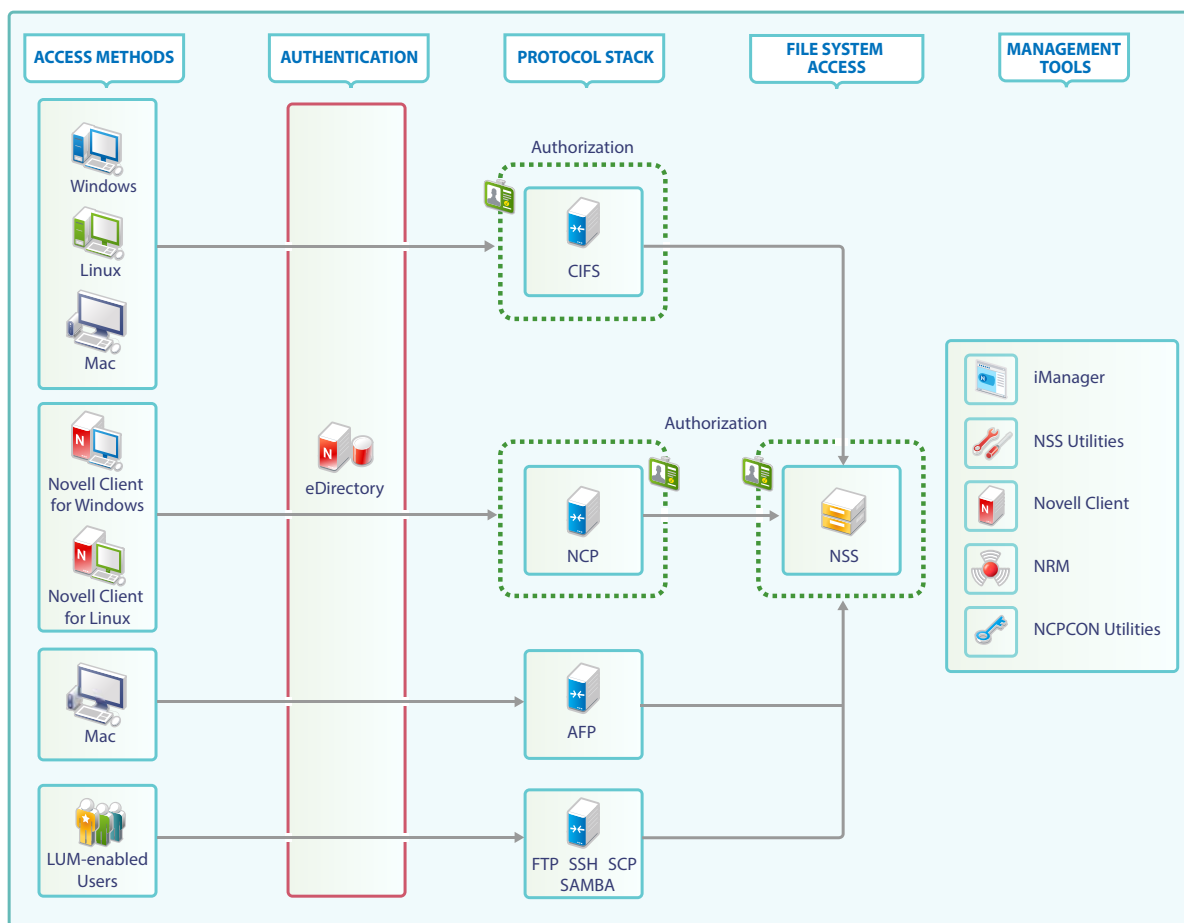 ACCESS METHODS
AUTHENTICATION
PROTOCOL STACK
FILE SYSTEM
ACCESS
MANAGEMENT
TOOLS
Windows
Linux
Mac
Novell Client
for Windows
Novell Client
for Linux
Mac
LUM-enabled
Users
eDirectory
Authorization
CIFS
Authorization
NCP
AFP
FTP SSH SCP
SAMBA
NSS
iManager
NSS Utilities
Novell Client
NRM
NCPCON Utilities